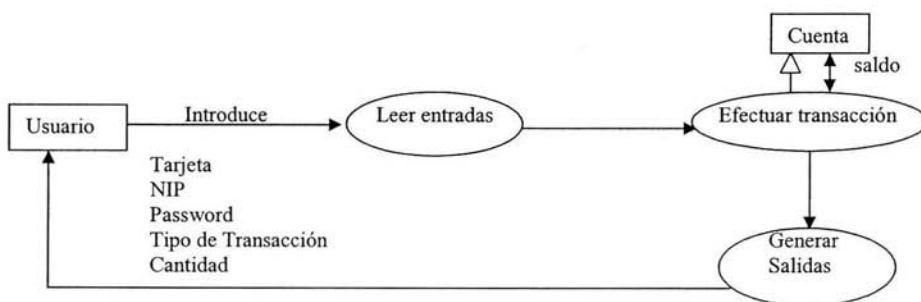 Cuenta
saldo
Usuario
Introduce
Leer entradas
Efectuar transacción
Tarjeta
NIP
Password
Tipo de Transacción
Cantidad
Generar
Salidas